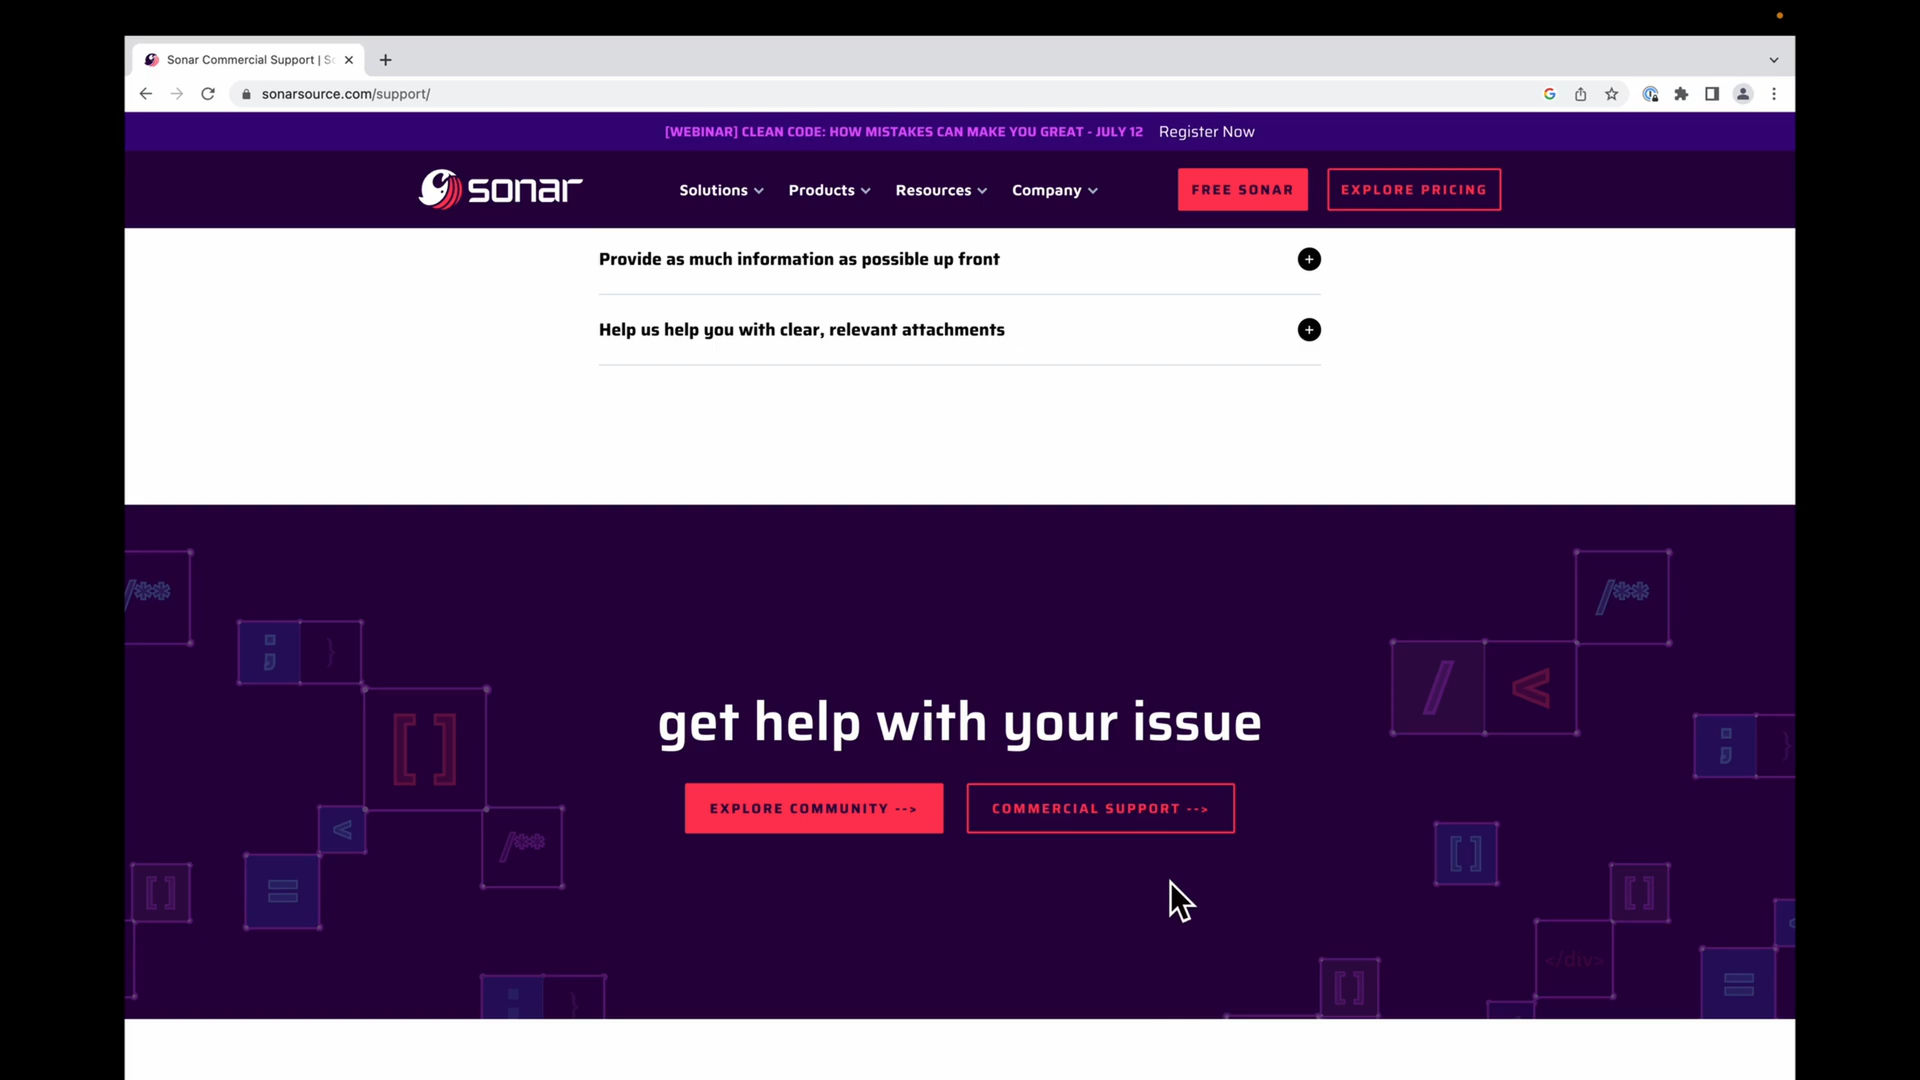 Sonar Commercial Support | So
sonarsource.com/support/
[WEBINAR] CLEAN CODE: HOW MISTAKES CAN MAKE YOU GREAT - JULY 12 Register Now
sonar Solutions Products Resources Company FREE SONAR EXPLORE PRICING
Provide as much information as possible up front
Help us help you with clear, relevant attachments
/**
/**
; }
/ <
[ ]
get help with your issue
; }
EXPLORE COMMUNITY --> COMMERCIAL SUPPORT -->
<
/**
[ ]
[ ]
=
[ ]
</div>
=
[ ]
; }